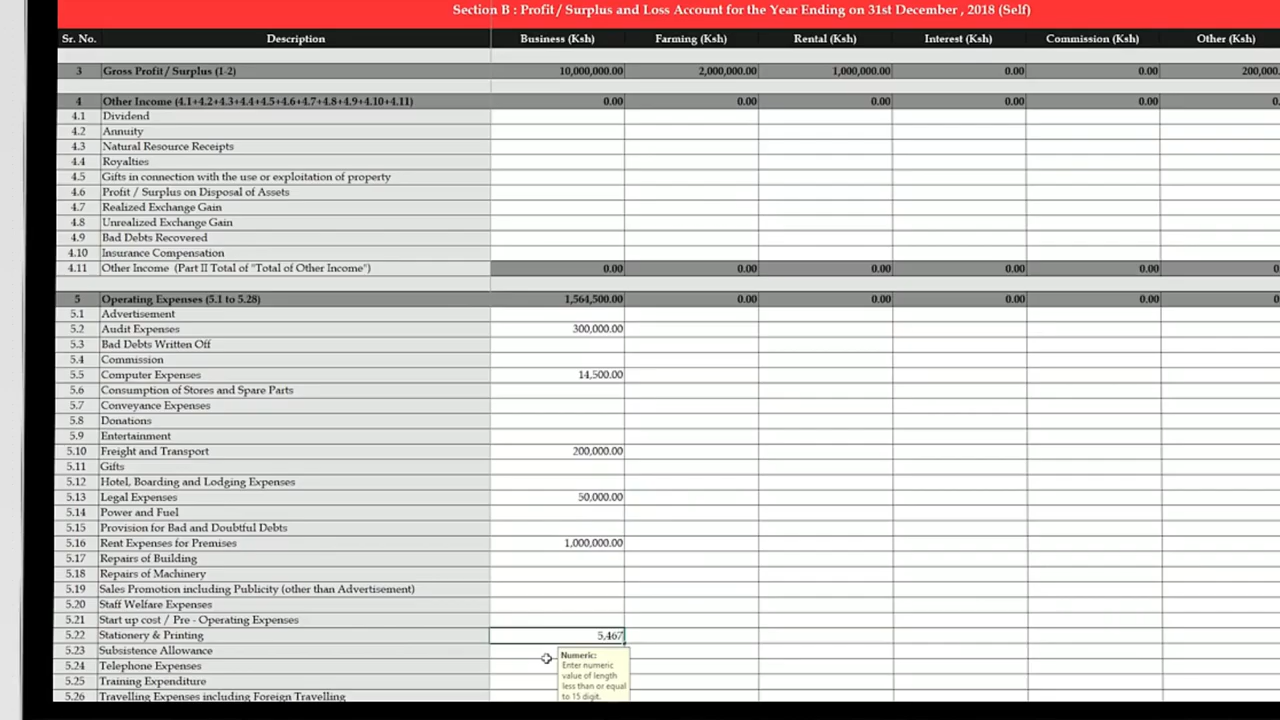 Section B : Profit / Surplus and Loss Account for the Year Ending on 31st December , 2018 (Self)
Sr. No. Description Business (Ksh) Farming (Ksh) Rental (Ksh) Interest (Ksh) Commission (Ksh) Other (Ksh)
3 Gross Profit / Surplus (1-2) 10,000,000.00 2,000,000.00 1,000,000.00 0.00 0.00 200,000.
4 Other Income (4.1+4.2+4.3+4.4+4.5+4.6+4.7+4.8+4.9+4.10+4.11) 0.00 0.00 0.00 0.00 0.00 0.
4.1 Dividend
4.2 Annuity
4.3 Natural Resource Receipts
4.4 Royalties
4.5 Gifts in connection with the use or exploitation of property
4.6 Profit / Surplus on Disposal of Assets
4.7 Realized Exchange Gain
4.8 Unrealized Exchange Gain
4.9 Bad Debts Recovered
4.10 Insurance Compensation
4.11 Other Income (Part II Total of "Total of Other Income") 0.00 0.00 0.00 0.00 0.00 0
5 Operating Expenses (5.1 to 5.28) 1,564,500.00 0.00 0.00 0.00 0.00 0
5.1 Advertisement
5.2 Audit Expenses 300,000.00
5.3 Bad Debts Written Off
5.4 Commission
5.5 Computer Expenses 14,500.00
5.6 Consumption of Stores and Spare Parts
5.7 Conveyance Expenses
5.8 Donations
5.9 Entertainment
5.10 Freight and Transport 200,000.00
5.11 Gifts
5.12 Hotel, Boarding and Lodging Expenses
5.13 Legal Expenses 50,000.00
5.14 Power and Fuel
5.15 Provision for Bad and Doubtful Debts
5.16 Rent Expenses for Premises 1,000,000.00
5.17 Repairs of Building
5.18 Repairs of Machinery
5.19 Sales Promotion including Publicity (other than Advertisement)
5.20 Staff Welfare Expenses
5.21 Start up cost / Pre - Operating Expenses
5.22 Stationery & Printing 5,467
5.23 Subsistence Allowance
5.24 Telephone Expenses
5.25 Training Expenditure
5.26 Travelling Expenses including Foreign Travelling
Numeric:
Enter numeric
value of length
less than or equal
to 15 digit.